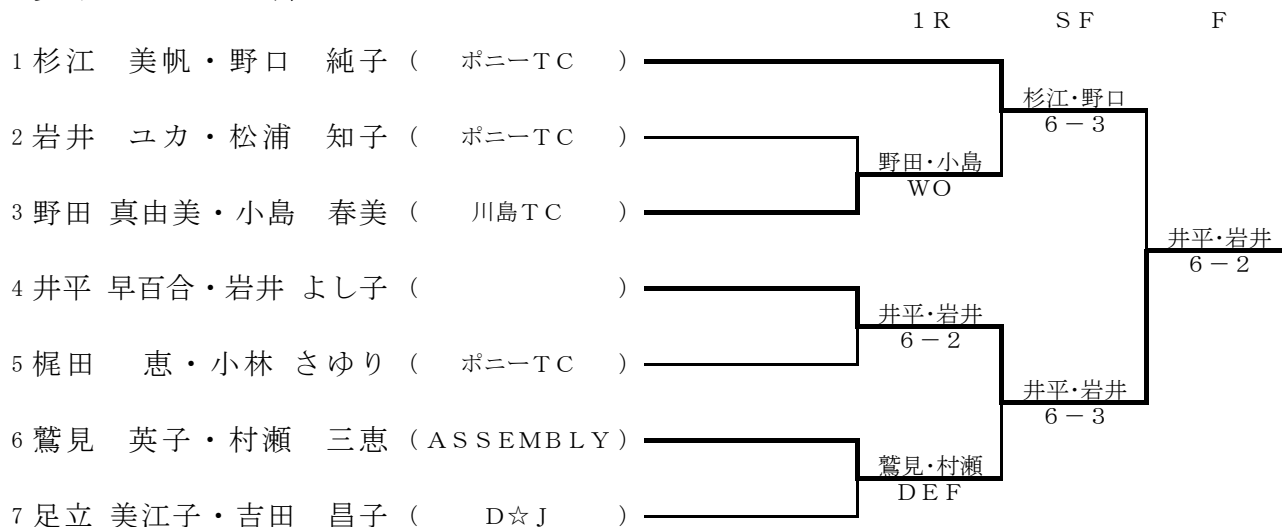 １Ｒ　ＳＦ　Ｆ
1 杉江　美帆・野口　純子（　ポニーＴＣ　）
杉江・野口
６－３
2 岩井　ユカ・松浦　知子（　ポニーＴＣ　）
野田・小島
ＷＯ
3 野田 真由美・小島　春美（　川島ＴＣ　）
井平・岩井
６－２
4 井平 早百合・岩井 よし子（　　）
井平・岩井
６－２
5 梶田　恵・小林 さゆり（　ポニーＴＣ　）
井平・岩井
６－３
6 鷲見　英子・村瀬　三恵（ＡＳＳＥＭＢＬＹ）
鷲見・村瀬
ＤＥＦ
7 足立 美江子・吉田　昌子（　Ｄ☆Ｊ　）